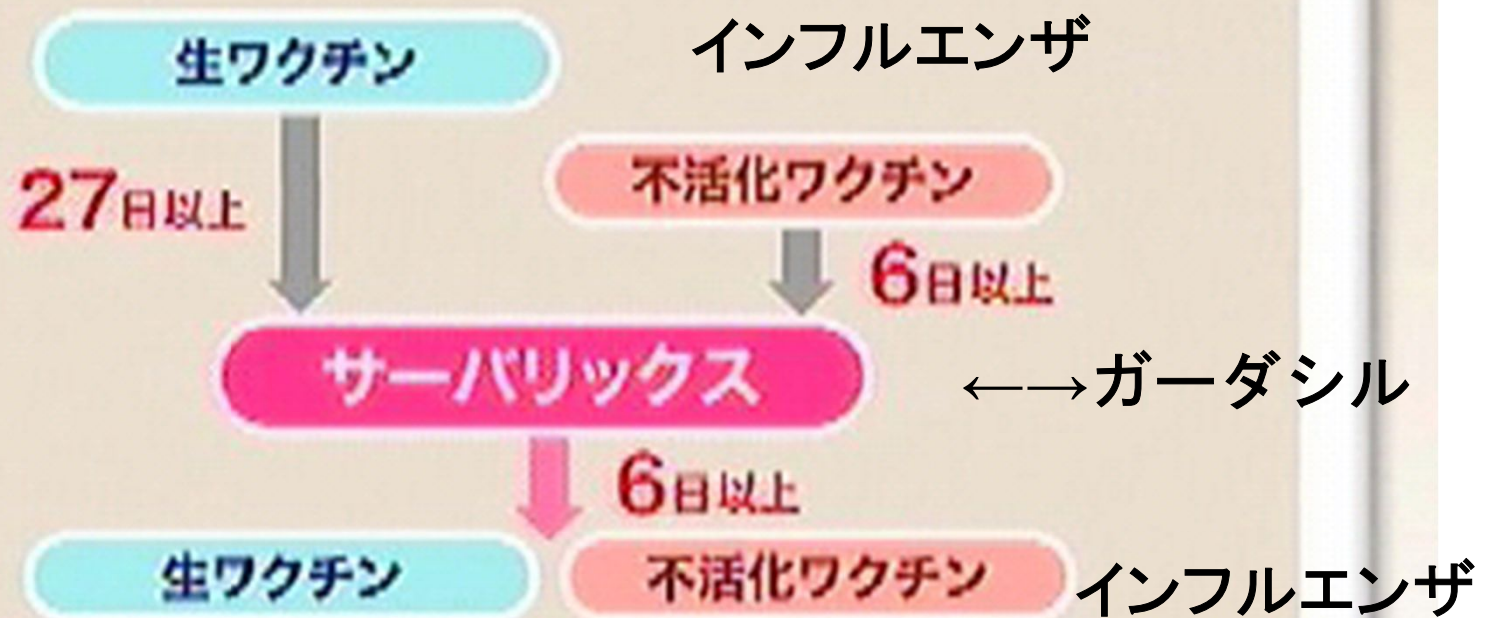 生ワクチン
インフルエンザ
不活化ワクチン
27日以上
6日以上
サーバリックス
←→ガーダシル
6日以上
生ワクチン
不活化ワクチン
インフルエンザ